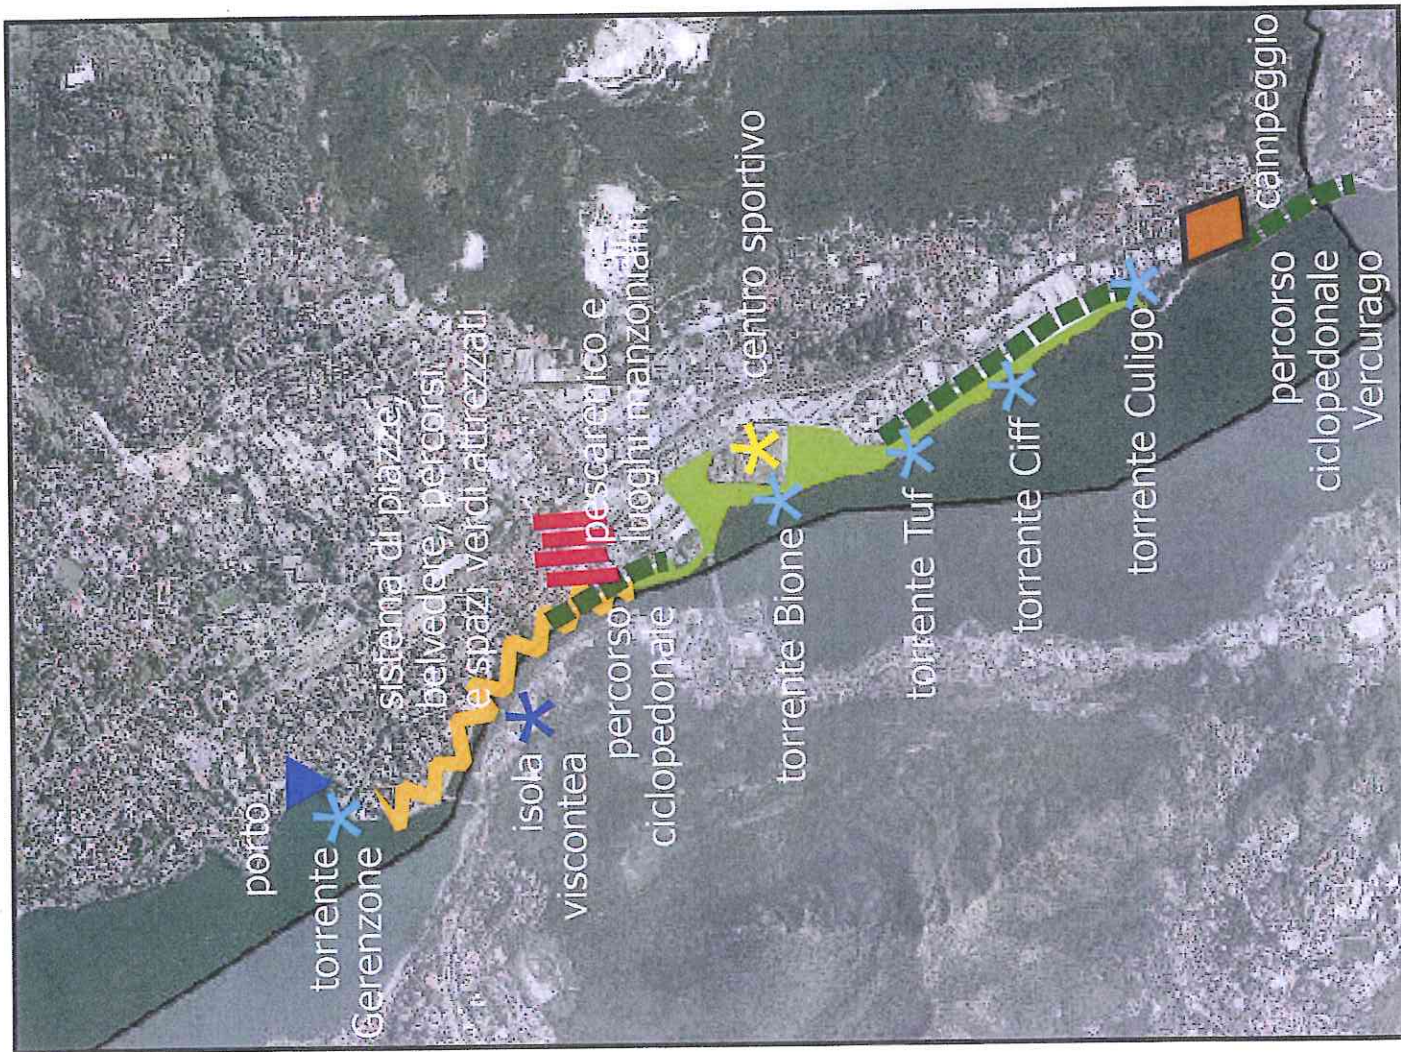 porto
torrente
Gerenzone
sistema di piazze,
belvedere, percorsi,
e spazi verdi attrezzati
isola
viscontea
pescarenico e
luoghi manzoniani
percorso
ciclopedonale
centro sportivo
torrente Bione
torrente Tuf
torrente Ciff
torrente Culigo
campeggio
percorso
ciclopedonale
Vercurago